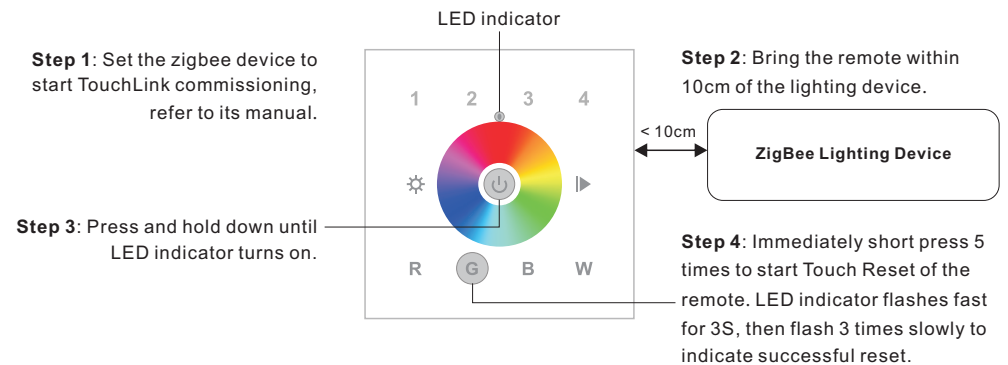 LED indicator
Step 1: Set the zigbee device to
start TouchLink commissioning,
refer to its manual.
Step 2: Bring the remote within
10cm of the lighting device.
1 2 3 4
< 10cm
ZigBee Lighting Device
Step 3: Press and hold down until
LED indicator turns on.
R G B W
Step 4: Immediately short press 5
times to start Touch Reset of the
remote. LED indicator flashes fast
for 3S, then flash 3 times slowly to
indicate successful reset.